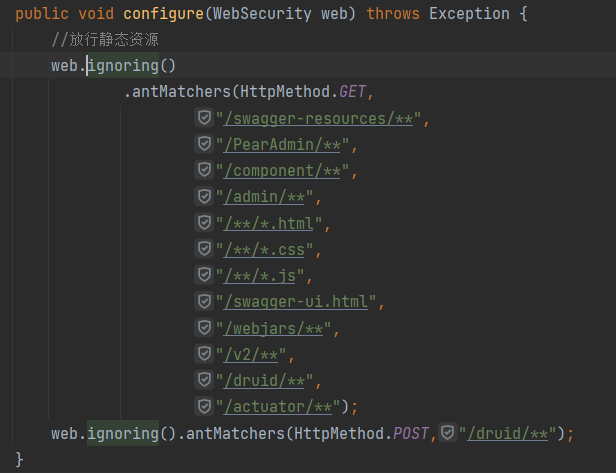 public void configure(WebSecurity web) throws Exception {
//放行静态资源
web.ignoring()
.antMatchers(HttpMethod.GET,
"/swagger-resources/**",
"/PearAdmin/**",
"/component/**",
"/admin/**",
"/**/*.html",
"/**/*.css",
"/**/*.js",
"/swagger-ui.html",
"/webjars/**",
"/v2/**",
"/druid/**",
"/actuator/**");
web.ignoring().antMatchers(HttpMethod.POST,"/druid/**");
}